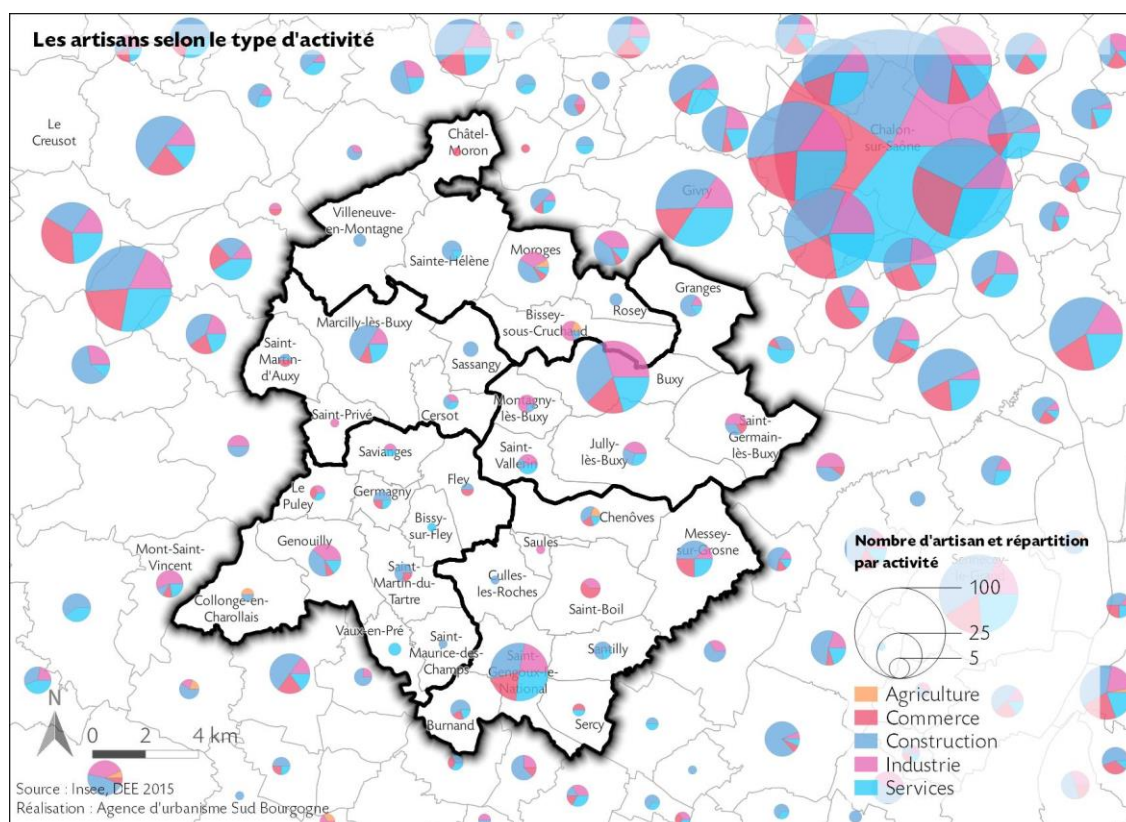 Les artisans selon le type d'activité
Le
Creusot
Châtel-
Moron
Chalon-
sur-Saône
Givry
Villeneuve-
en-Montagne
Sainte-Hélène
Moroges
Granges
Rosey
Bissey-
sous-Cruchaud
Marcilly-lès-Buxy
Saint-
Martin-
d'Auxy
Sassangy
Buxy
Montagny-
lès-Buxy
Saint-Privé
Cersot
Saint-
Germain-
lès-Buxy
Saint-
Vallerin
Jully-
lès-Buxy
Savianges
Fley
Le
Puley
Germagny
Bissy-
sur-Fley
Chenôves
Messey-
sur-Grosne
Saules
Genouilly
Mont-Saint-
Vincent
Saint-
Martin-du-
Tartre
Culles-
les-Roches
Saint-Boil
Collonge-en-
Charollais
Vaux-en-Pré
Saint-
Maurice-des-
Champs
Saint-
Gengoux-le-
National
Santilly
Burnand
Sercy
Nombre d'artisan et répartition
par activité
100
25
5
Agriculture
Commerce
Construction
Industrie
Services
N
0 2 4 km
Source : Insee, DEE 2015
Réalisation : Agence d'urbanisme Sud Bourgogne